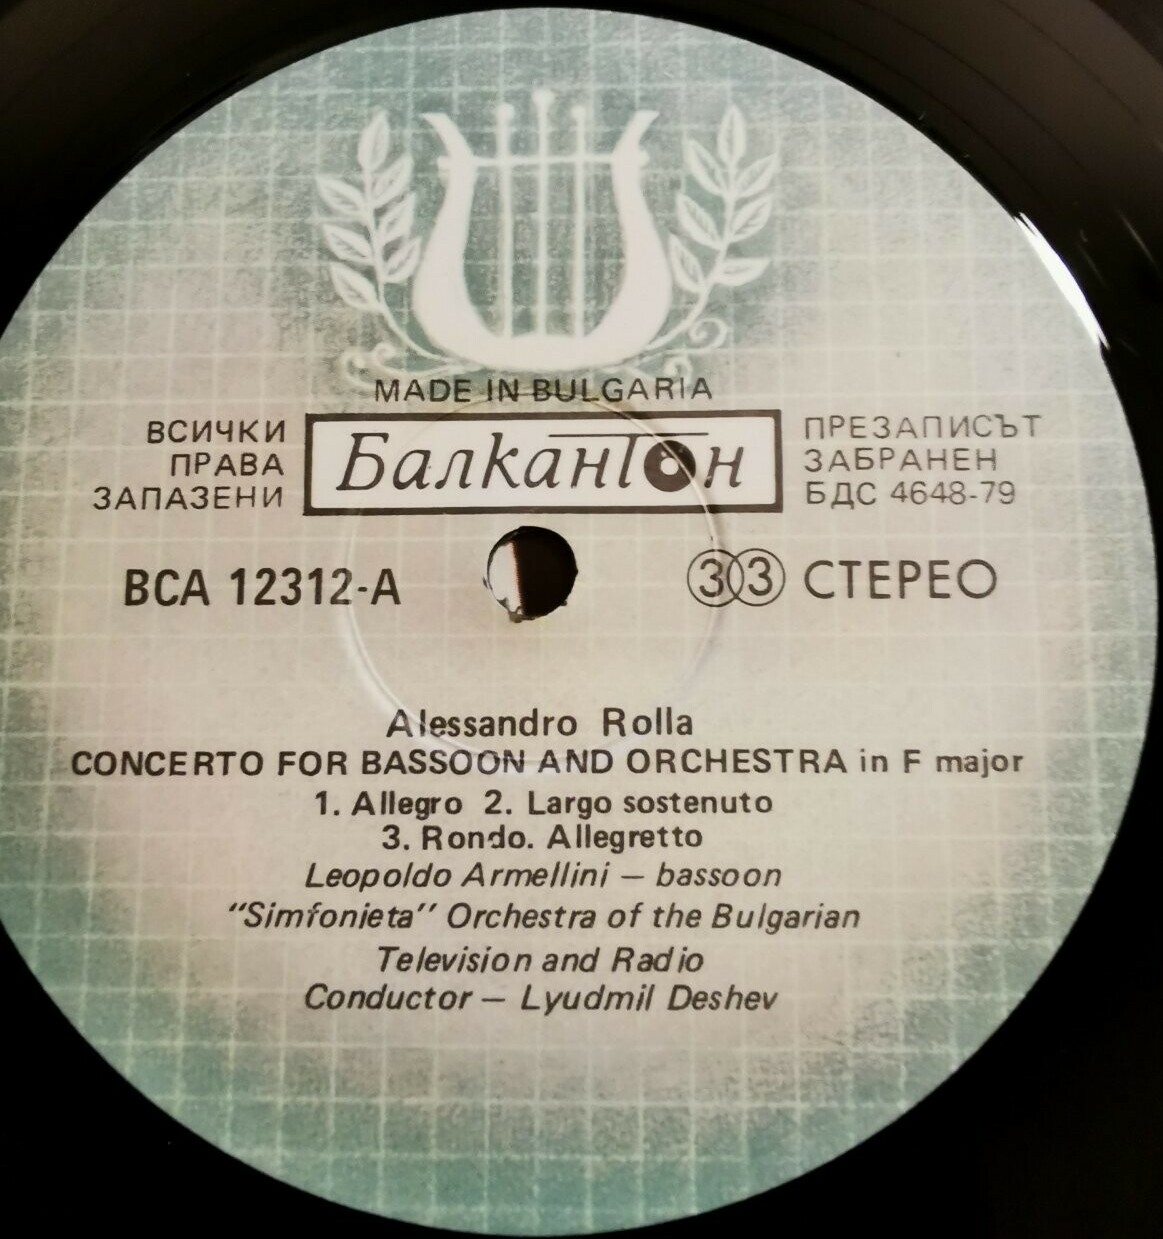 MADE IN BULGARIA
ВСИЧКИ
ПРАВА
ЗАПАЗЕНИ
Балкантон
ПРЕЗАПИСЪТ
ЗАБРАНЕН
БДС 4648-79
ВСА 12312-А
33 СТЕРЕО
Alessandro Rolla
CONCERTO FOR BASSOON AND ORCHESTRA in F major
1. Allegro 2. Largo sostenuto
3. Rondo. Allegretto
Leopoldo Armellini — bassoon
"Simfonieta" Orchestra of the Bulgarian
Television and Radio
Conductor — Lyudmil Deshev